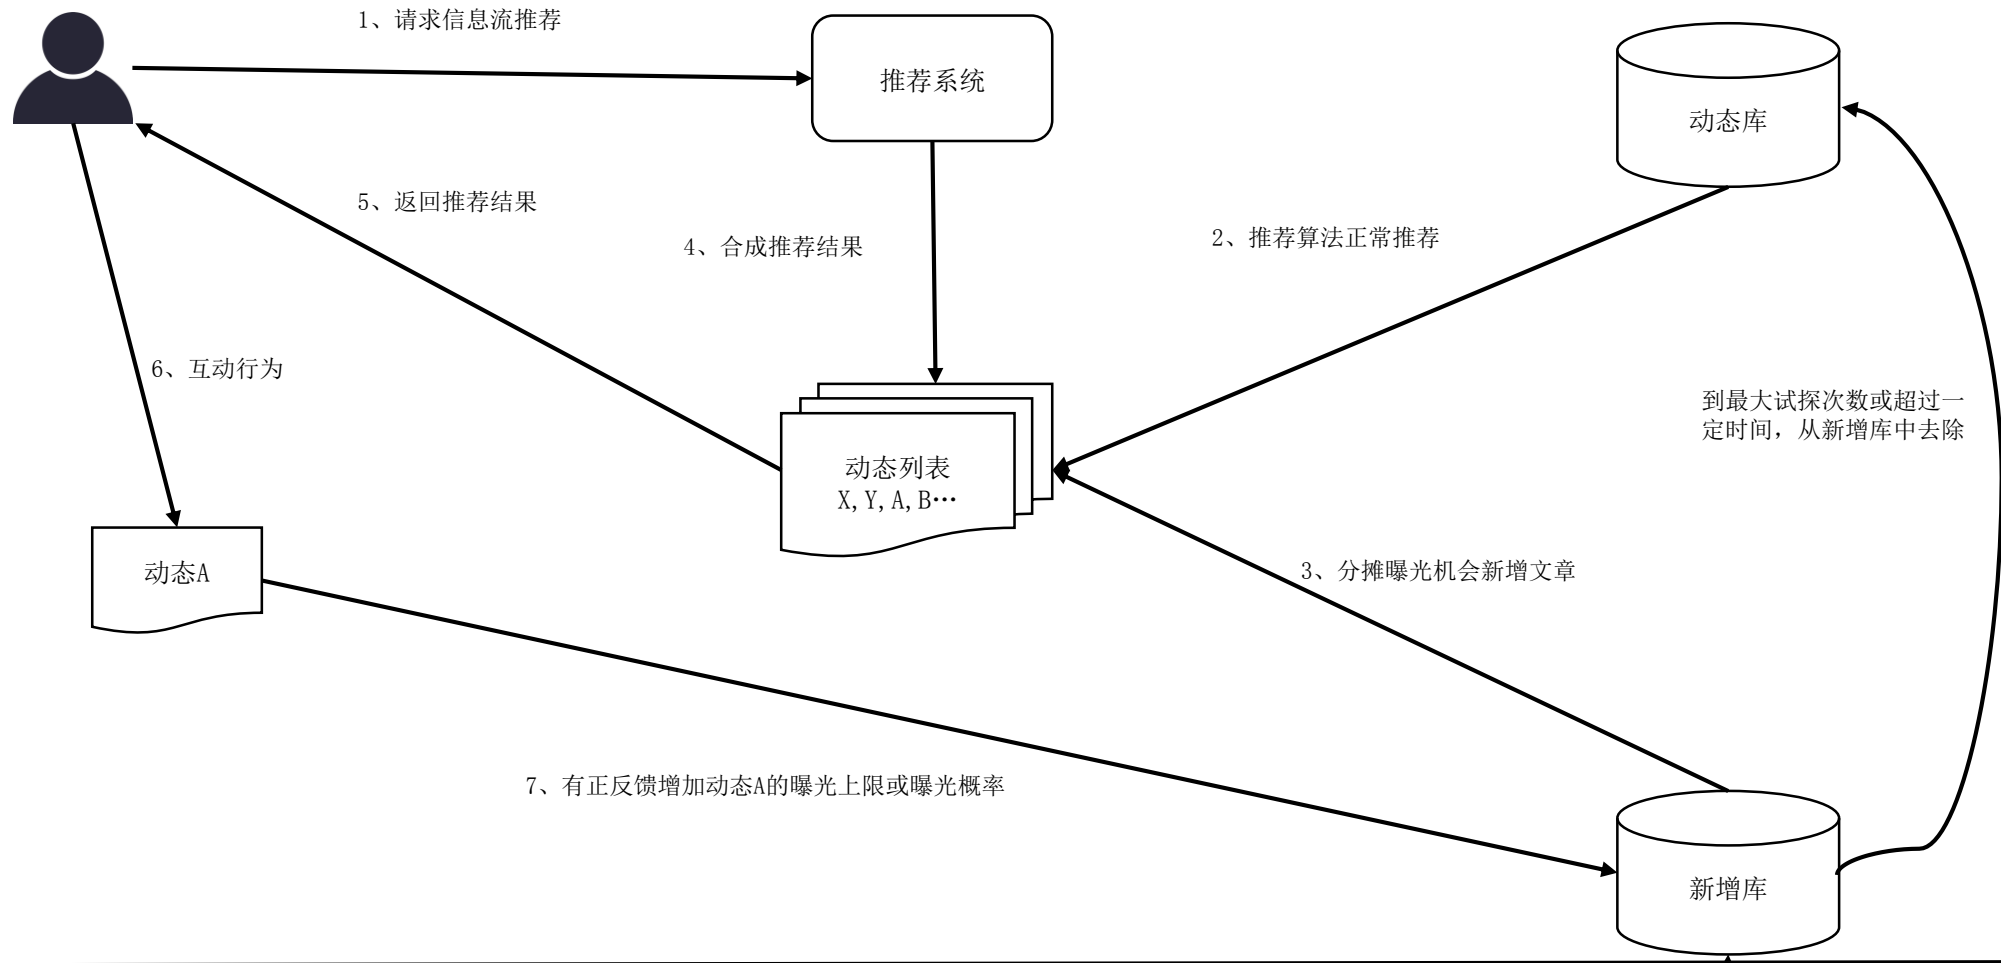 1、请求信息流推荐
推荐系统
动态库
5、返回推荐结果
4、合成推荐结果
2、推荐算法正常推荐
6、互动行为
到最大试探次数或超过一
定时间，从新增库中去除
动态列表
X,Y,A,B…
动态A
3、分摊曝光机会新增文章
7、有正反馈增加动态A的曝光上限或曝光概率
新增库